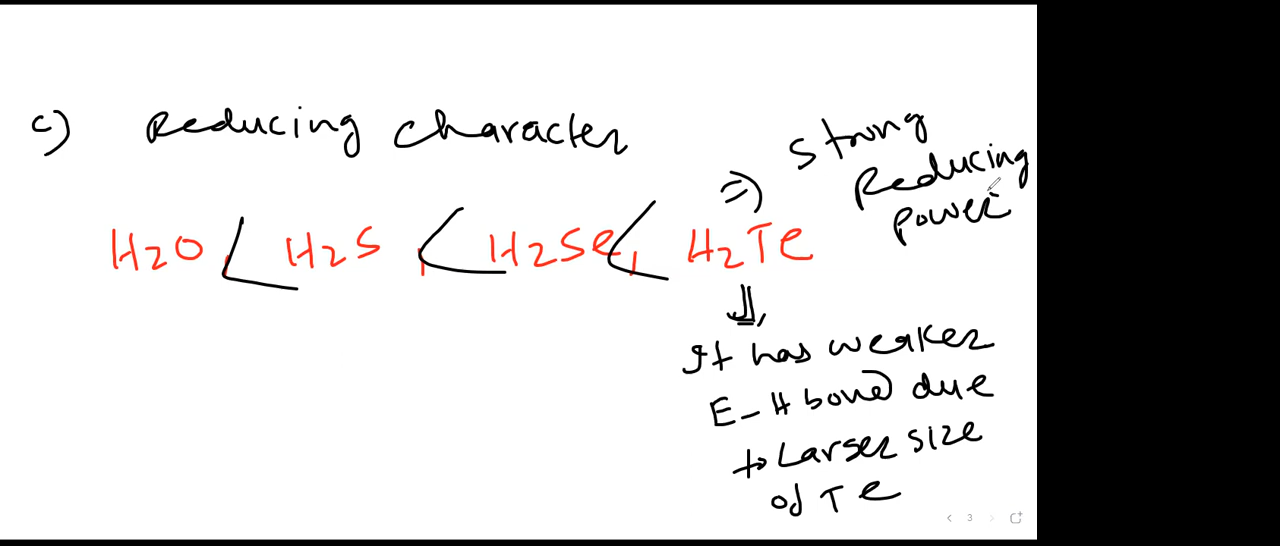 c) Reducing character
=> strong
Reducing
power
H2O < H2S, < H2Se, < H2Te
It has weaker
E-H bond due
to Larger size
of Te
3